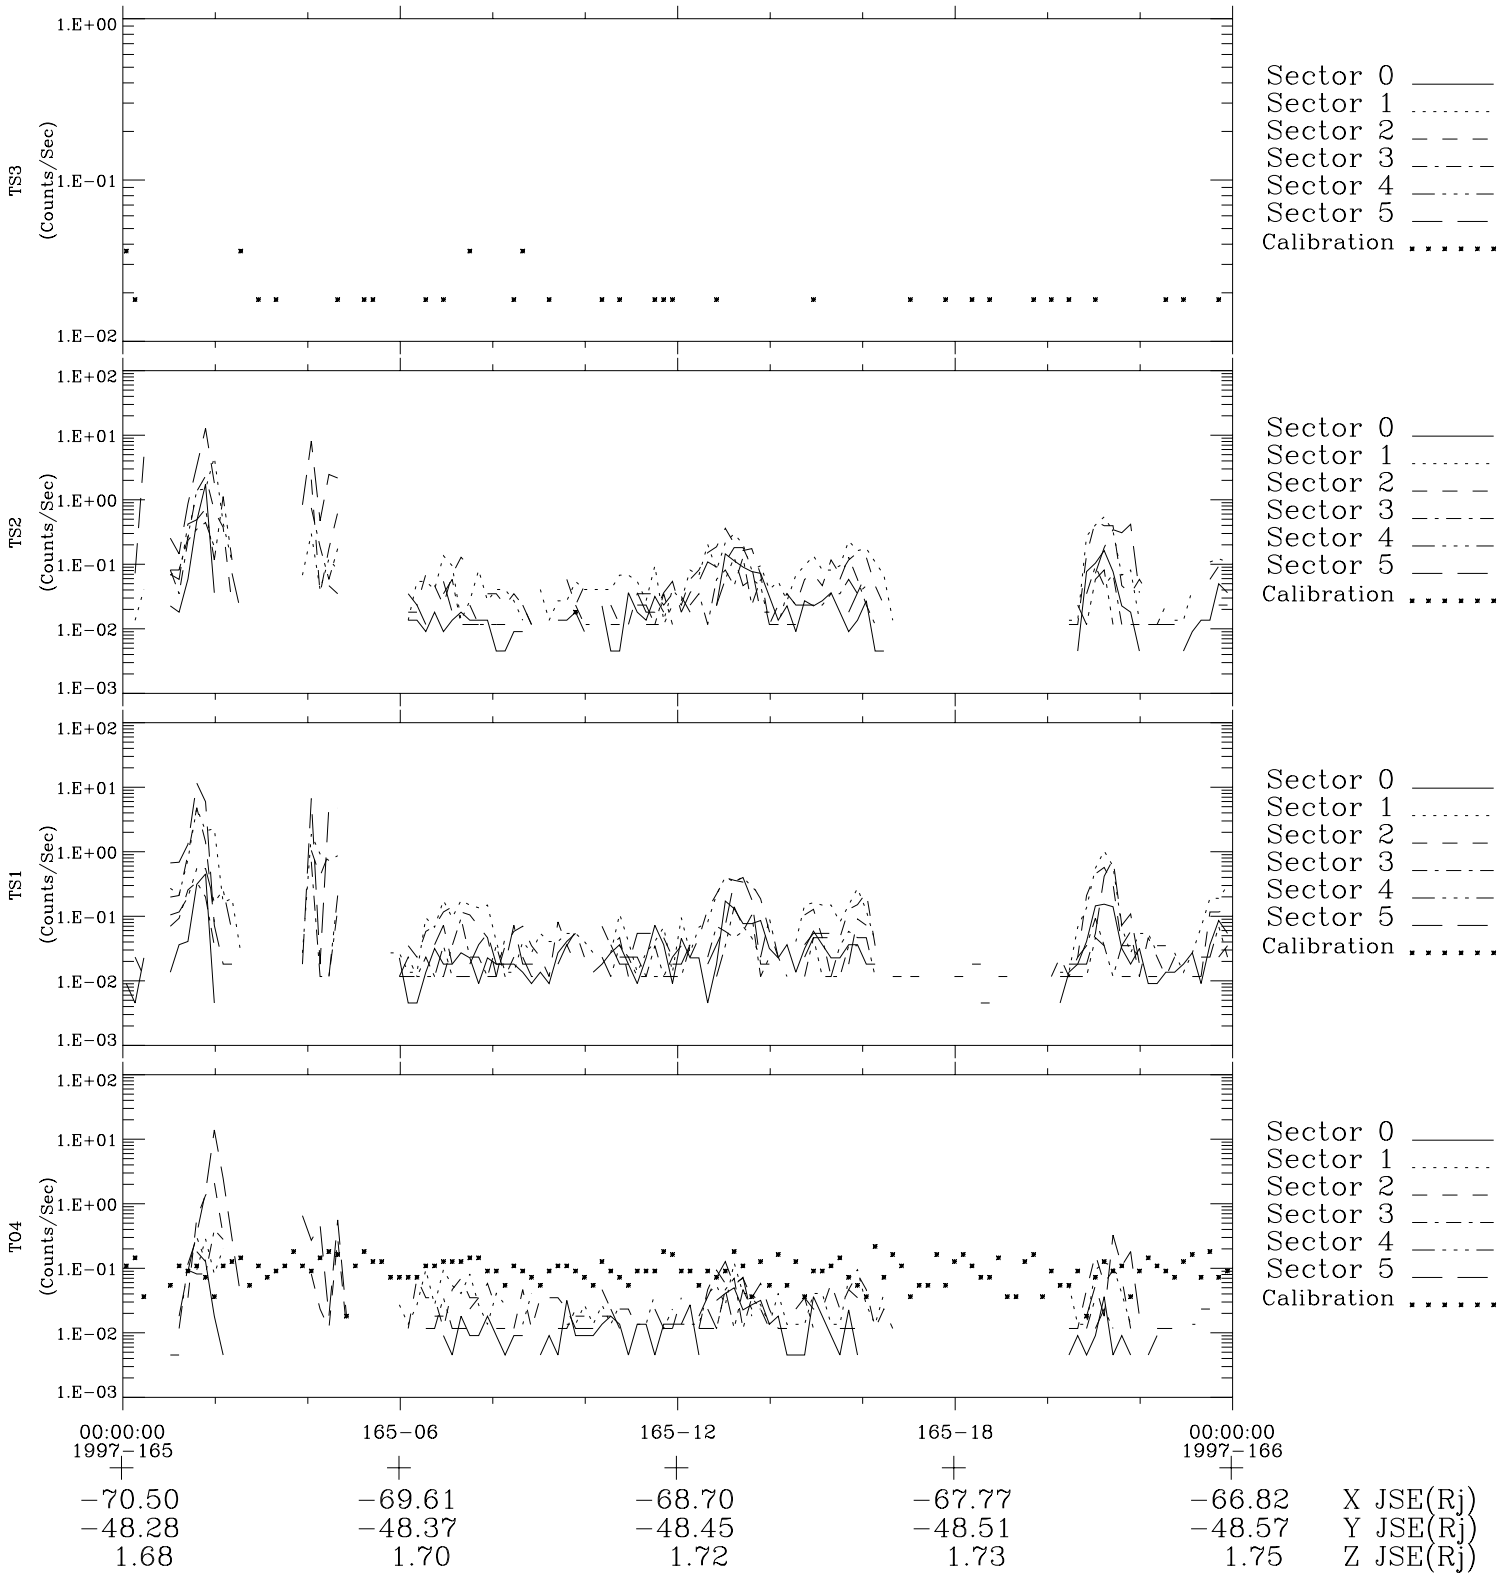 1.E+00
1.E-01
1.E-02
TS3
(Counts/Sec)
Sector 0
Sector 1
Sector 2
Sector 3
Sector 4
Sector 5
Calibration
1.E+02
1.E+01
1.E+00
1.E-01
1.E-02
1.E-03
TS2
(Counts/Sec)
Sector 0
Sector 1
Sector 2
Sector 3
Sector 4
Sector 5
Calibration
1.E+02
1.E+01
1.E+00
1.E-01
1.E-02
1.E-03
TS1
(Counts/Sec)
Sector 0
Sector 1
Sector 2
Sector 3
Sector 4
Sector 5
Calibration
1.E+02
1.E+01
1.E+00
1.E-01
1.E-02
1.E-03
TO4
(Counts/Sec)
Sector 0
Sector 1
Sector 2
Sector 3
Sector 4
Sector 5
Calibration
00:00:00 165-06 165-12 165-18 00:00:00
1997-165 1997-166
-70.50 -69.61 -68.70 -67.77 -66.82 X JSE(Rj)
-48.28 -48.37 -48.45 -48.51 -48.57 Y JSE(Rj)
1.68 1.70 1.72 1.73 1.75 Z JSE(Rj)